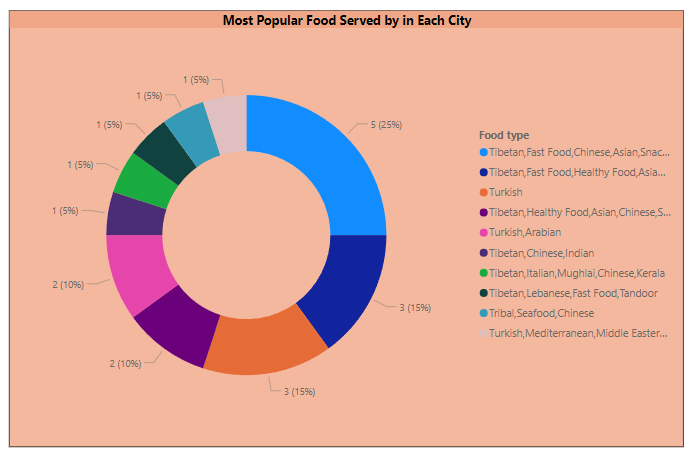 Most Popular Food Served by in Each City
1 (5%)
1 (5%)
1 (5%)
1 (5%)
1 (5%)
2 (10%)
2 (10%)
3 (15%)
3 (15%)
5 (25%)
Food type
Tibetan,Fast Food,Chinese,Asian,Snac...
Tibetan,Fast Food,Healthy Food,Asia...
Turkish
Tibetan,Healthy Food,Asian,Chinese,S...
Turkish,Arabian
Tibetan,Chinese,Indian
Tibetan,Italian,Mughlai,Chinese,Kerala
Tibetan,Lebanese,Fast Food,Tandoor
Tribal,Seafood,Chinese
Turkish,Mediterranean,Middle Easter...